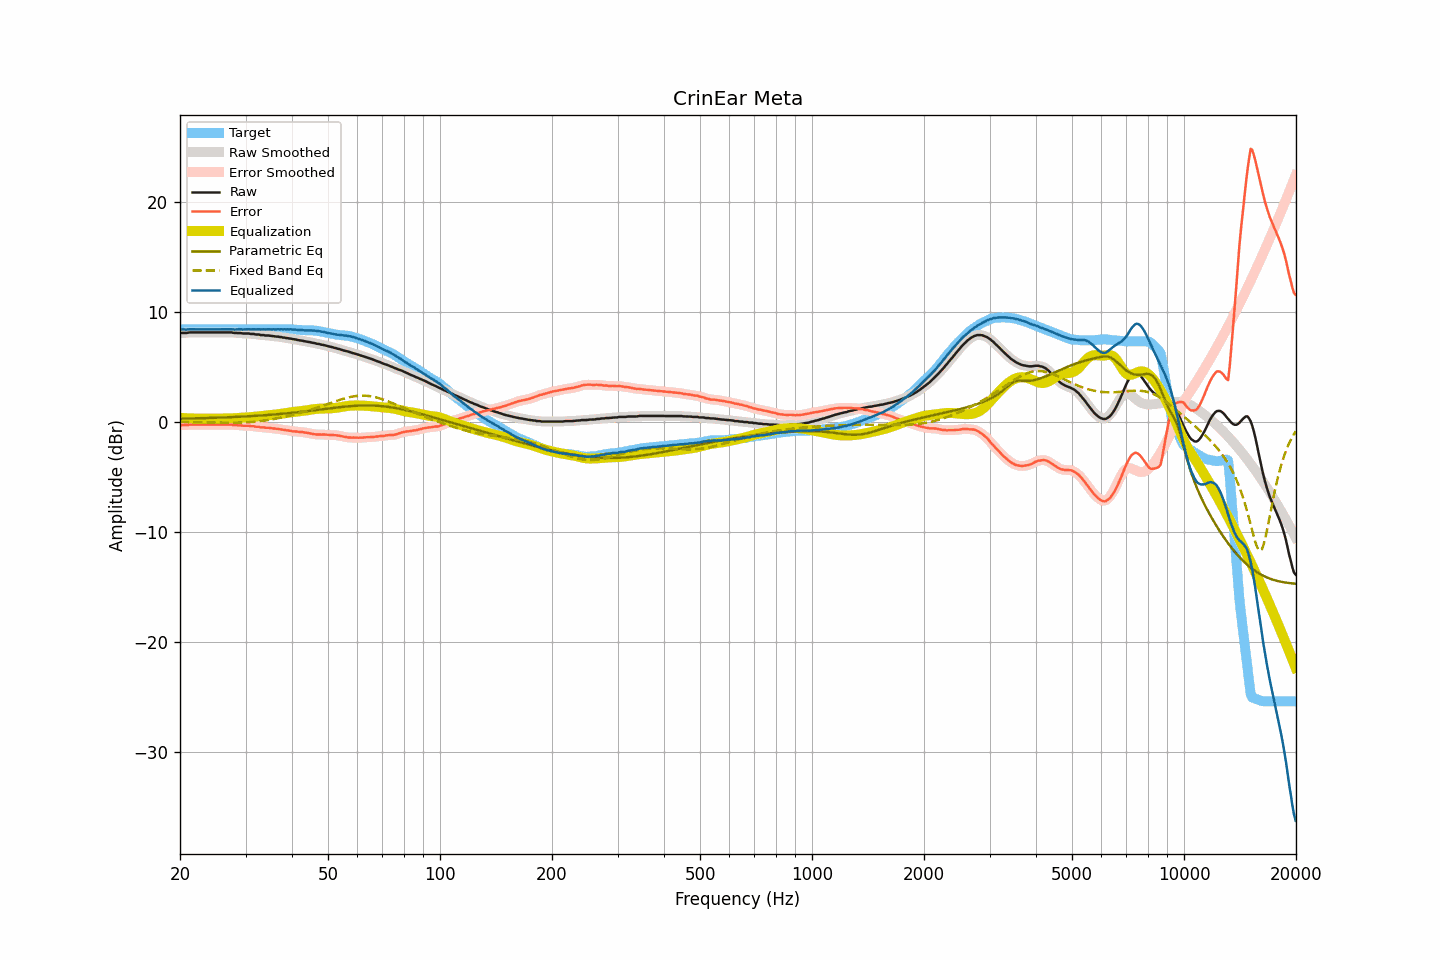 CrinEar Meta
Target
Raw Smoothed
Error Smoothed
Raw
Error
Equalization
Parametric Eq
Fixed Band Eq
Equalized
20
10
0
−10
−20
−30
Amplitude (dBr)
20 50 100 200 500 1000 2000 5000 10000 20000
Frequency (Hz)